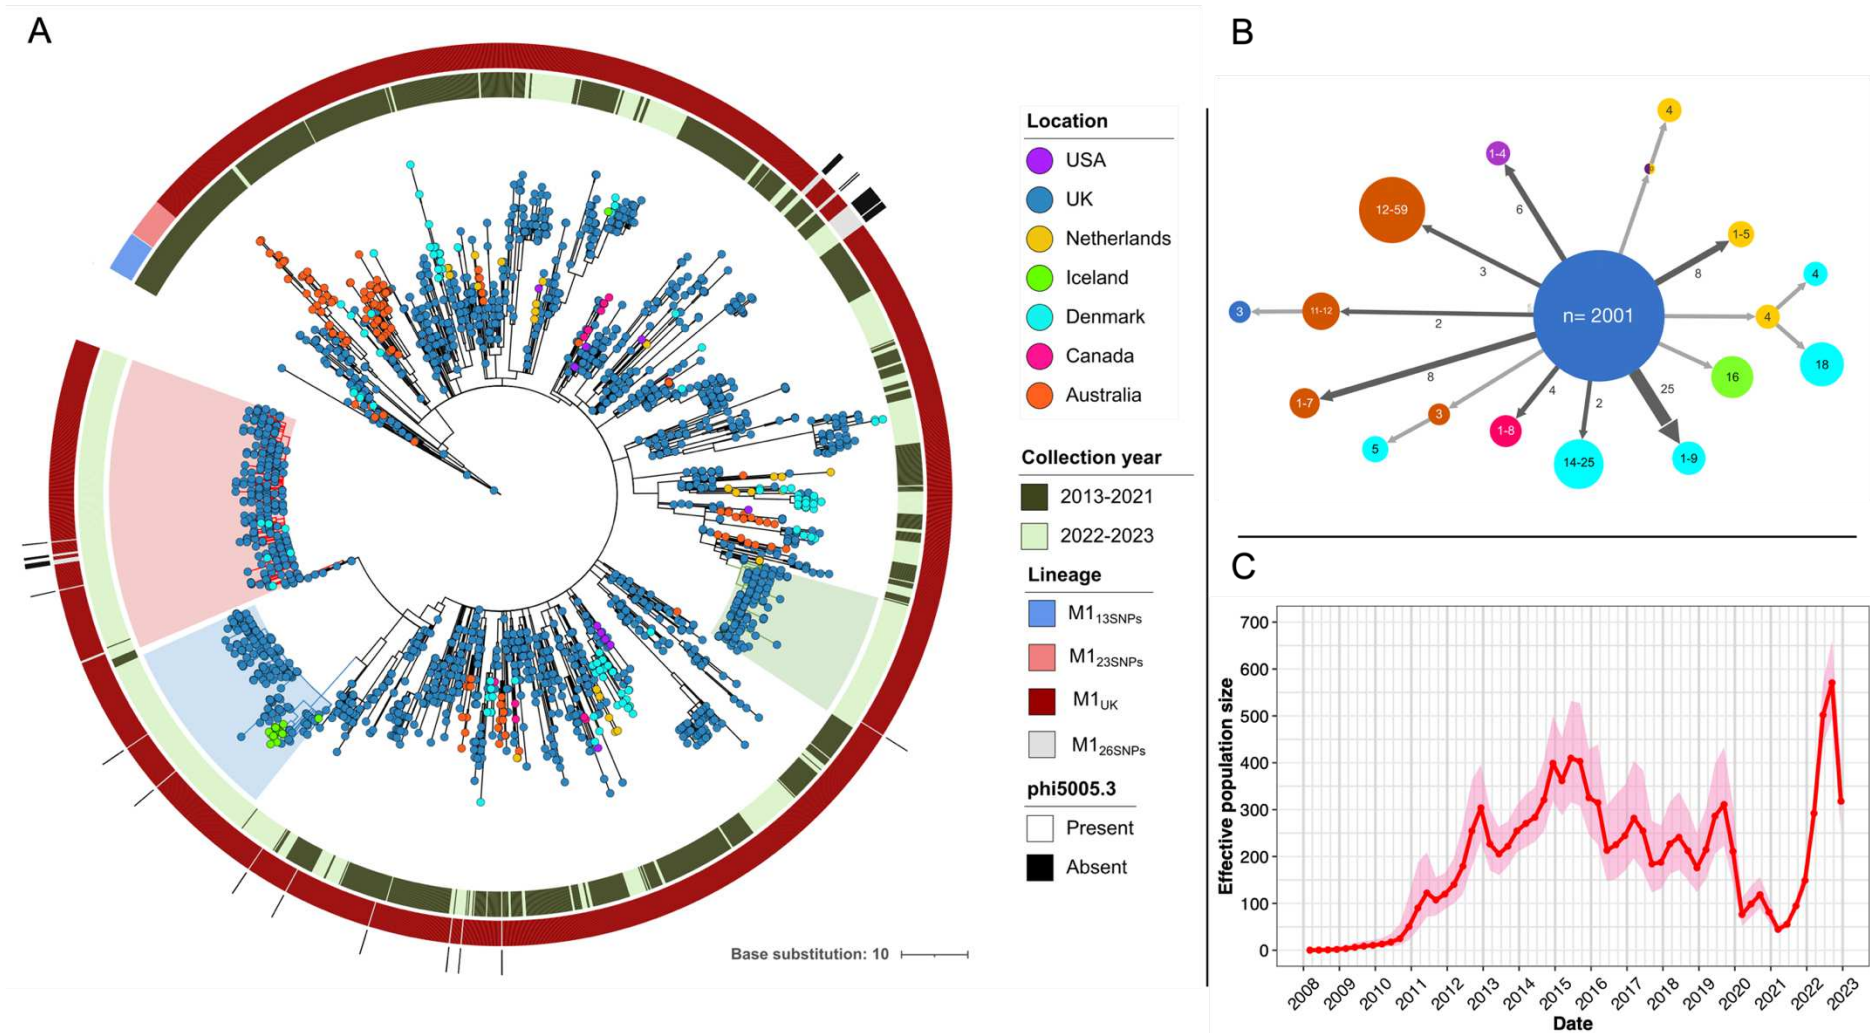 A
Location
USA
UK
Netherlands
Iceland
Denmark
Canada
Australia
Collection year
2013-2021
2022-2023
Lineage
M1₁₃SNPs
M1₂₃SNPs
M1UK
M1₂₆SNPs
phi5005.3
Present
Absent
Base substitution: 10
B
4
1-4
6
12-59
3
1-5
8
4
3
11-12
2
n= 2001
4
18
16
8
1-7
3
4
2
25
1-8
5
14-25
1-9
C
Effective population size
700
600
500
400
300
200
100
0
2008
2009
2010
2011
2012
2013
2014
2015
2016
2017
2018
2019
2020
2021
2022
2023
Date